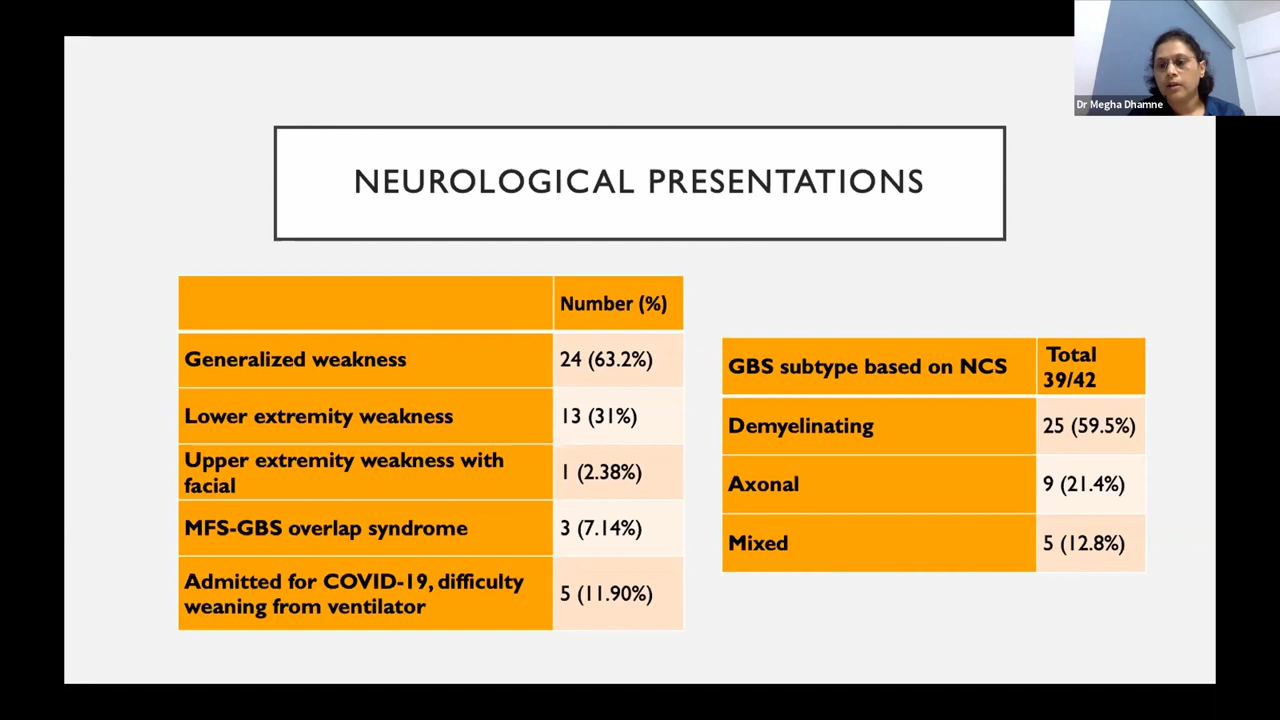 Dr Megha Dhamne
NEUROLOGICAL PRESENTATIONS
Number (%)
Generalized weakness 24 (63.2%)
Lower extremity weakness 13 (31%)
Upper extremity weakness with
facial 1 (2.38%)
MFS-GBS overlap syndrome 3 (7.14%)
Admitted for COVID-19, difficulty
weaning from ventilator 5 (11.90%)
GBS subtype based on NCS Total
39/42
Demyelinating 25 (59.5%)
Axonal 9 (21.4%)
Mixed 5 (12.8%)